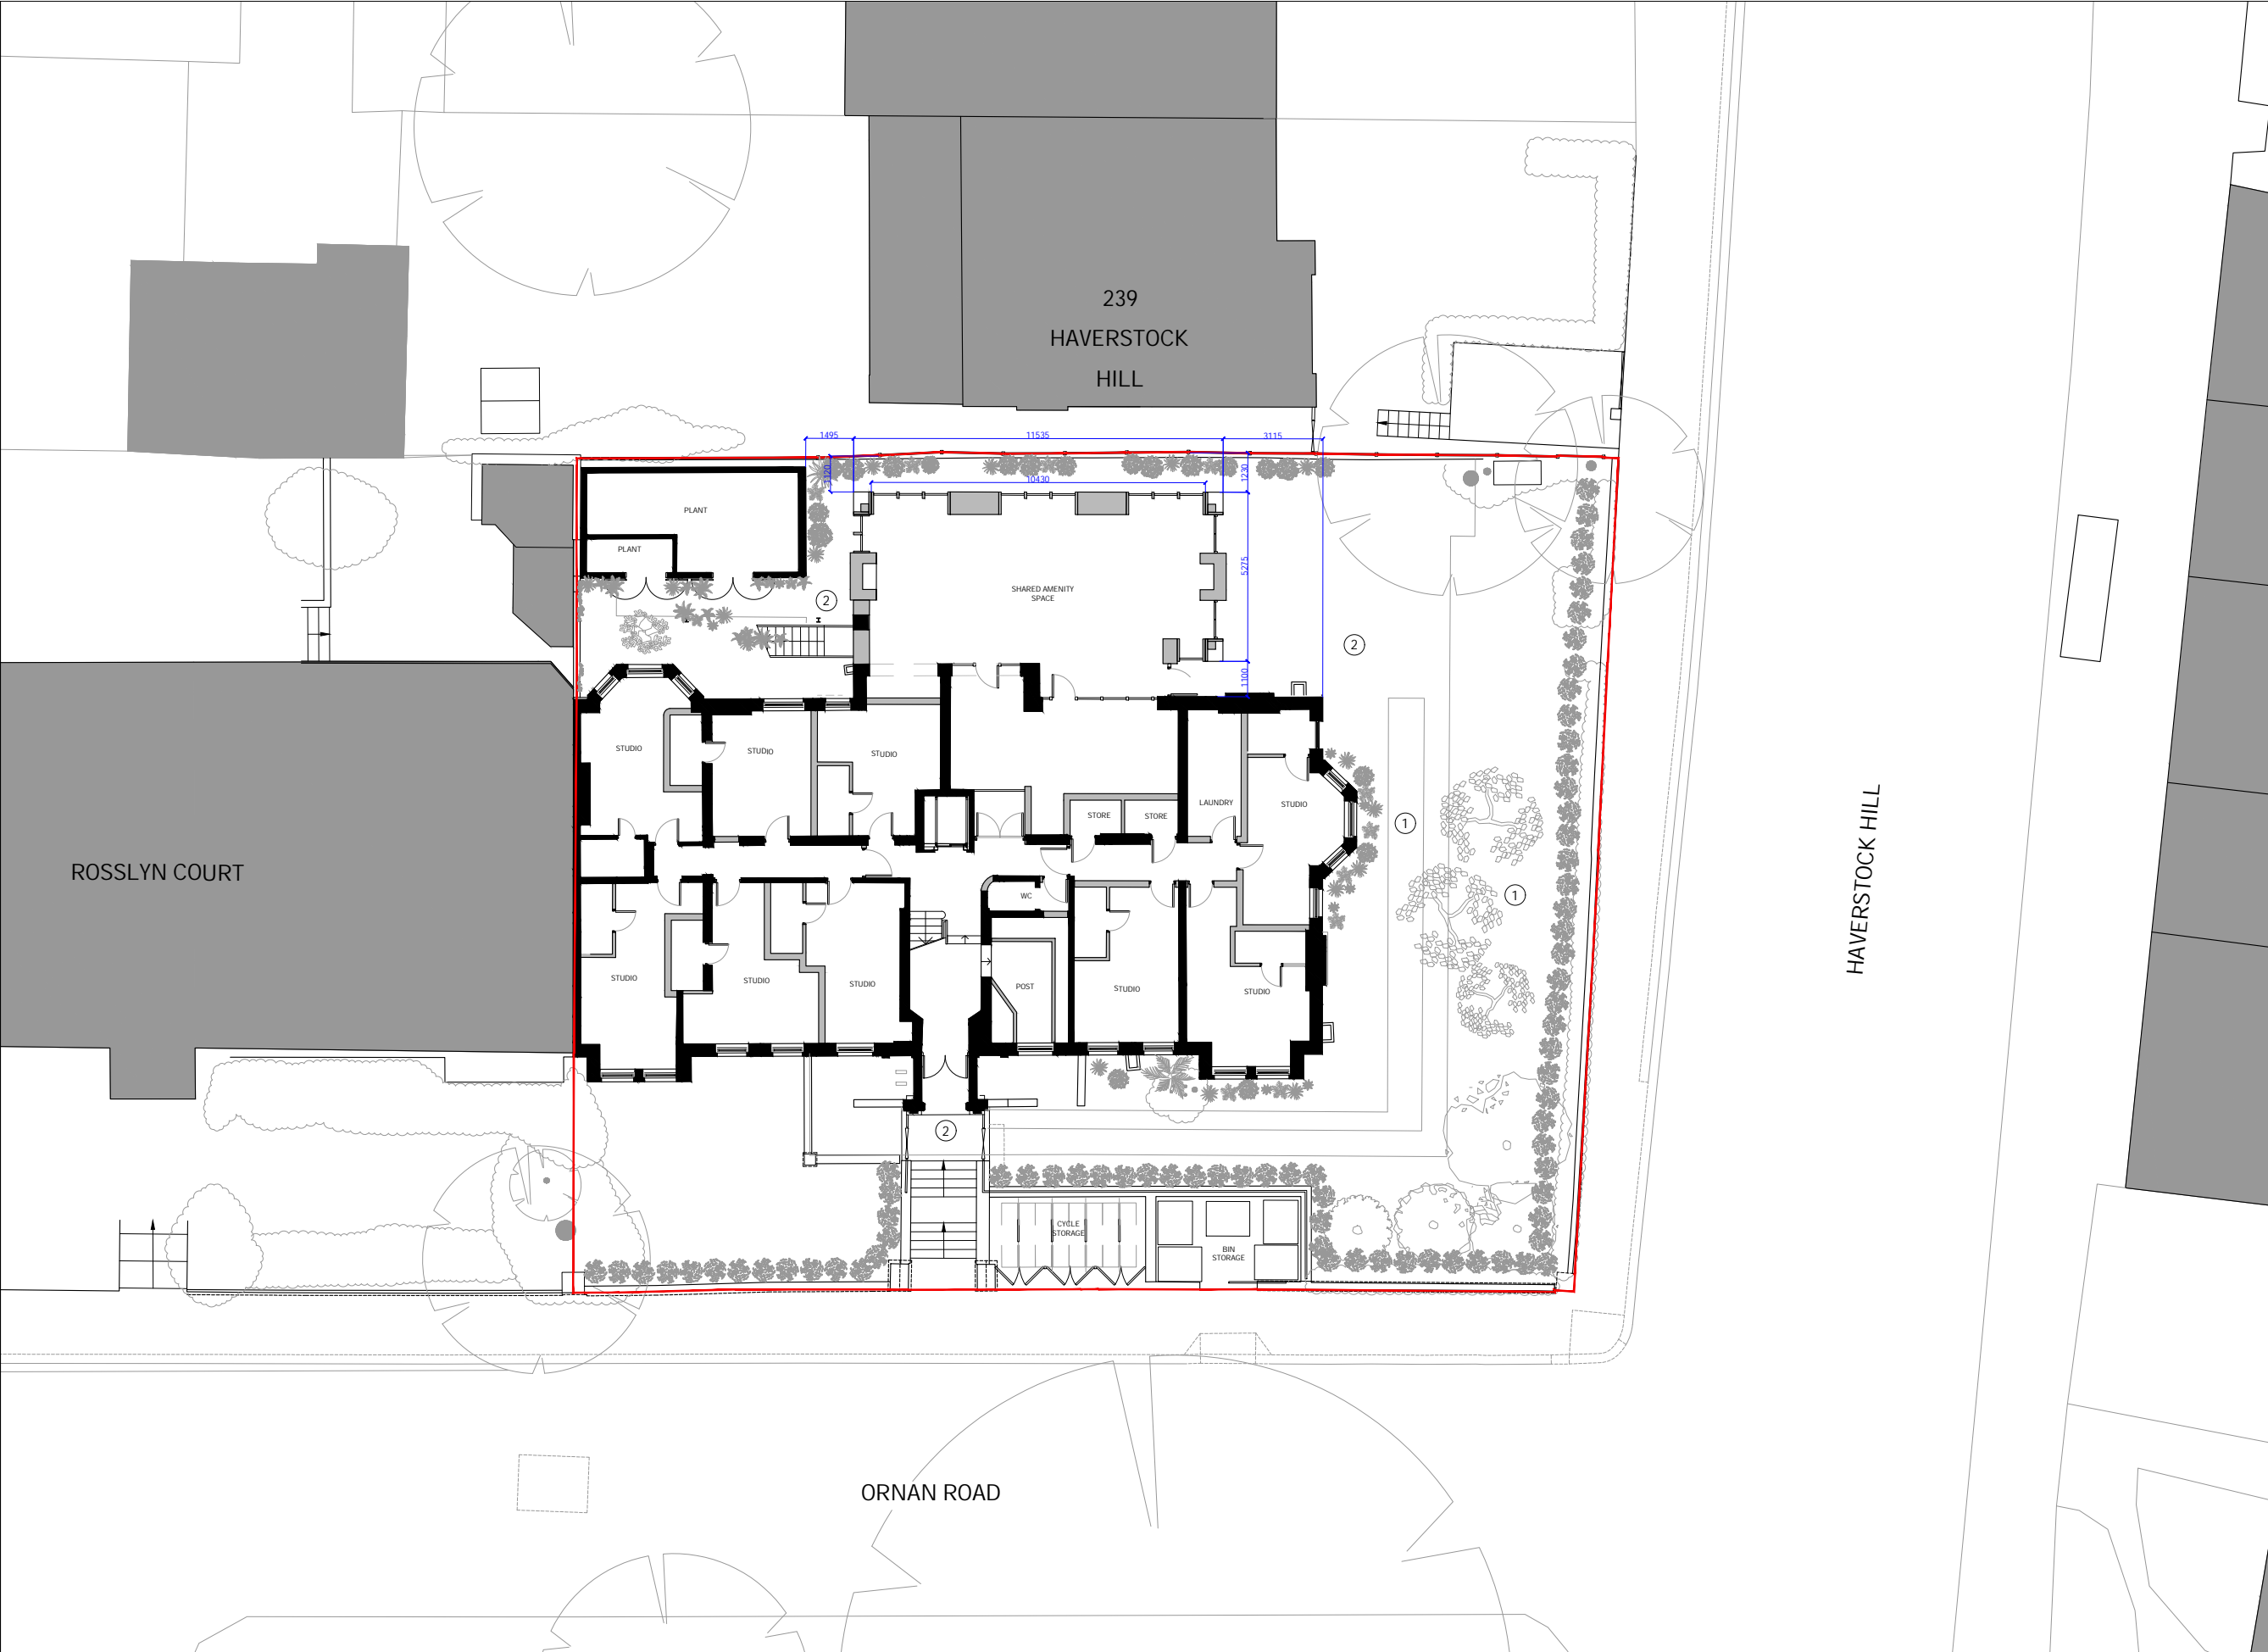 239
HAVERSTOCK
HILL
1495
11535
3115
1230
10430
PLANT
PLANT
5275
SHARED AMENITY
SPACE
2
2
1100
STUDIO
STUDIO
STUDIO
LAUNDRY
STUDIO
STORE
STORE
1
ROSSLYN COURT
HAVERSTOCK HILL
WC
1
STUDIO
STUDIO
STUDIO
POST
STUDIO
STUDIO
2
CYCLE
STORAGE
BIN
STORAGE
ORNAN ROAD